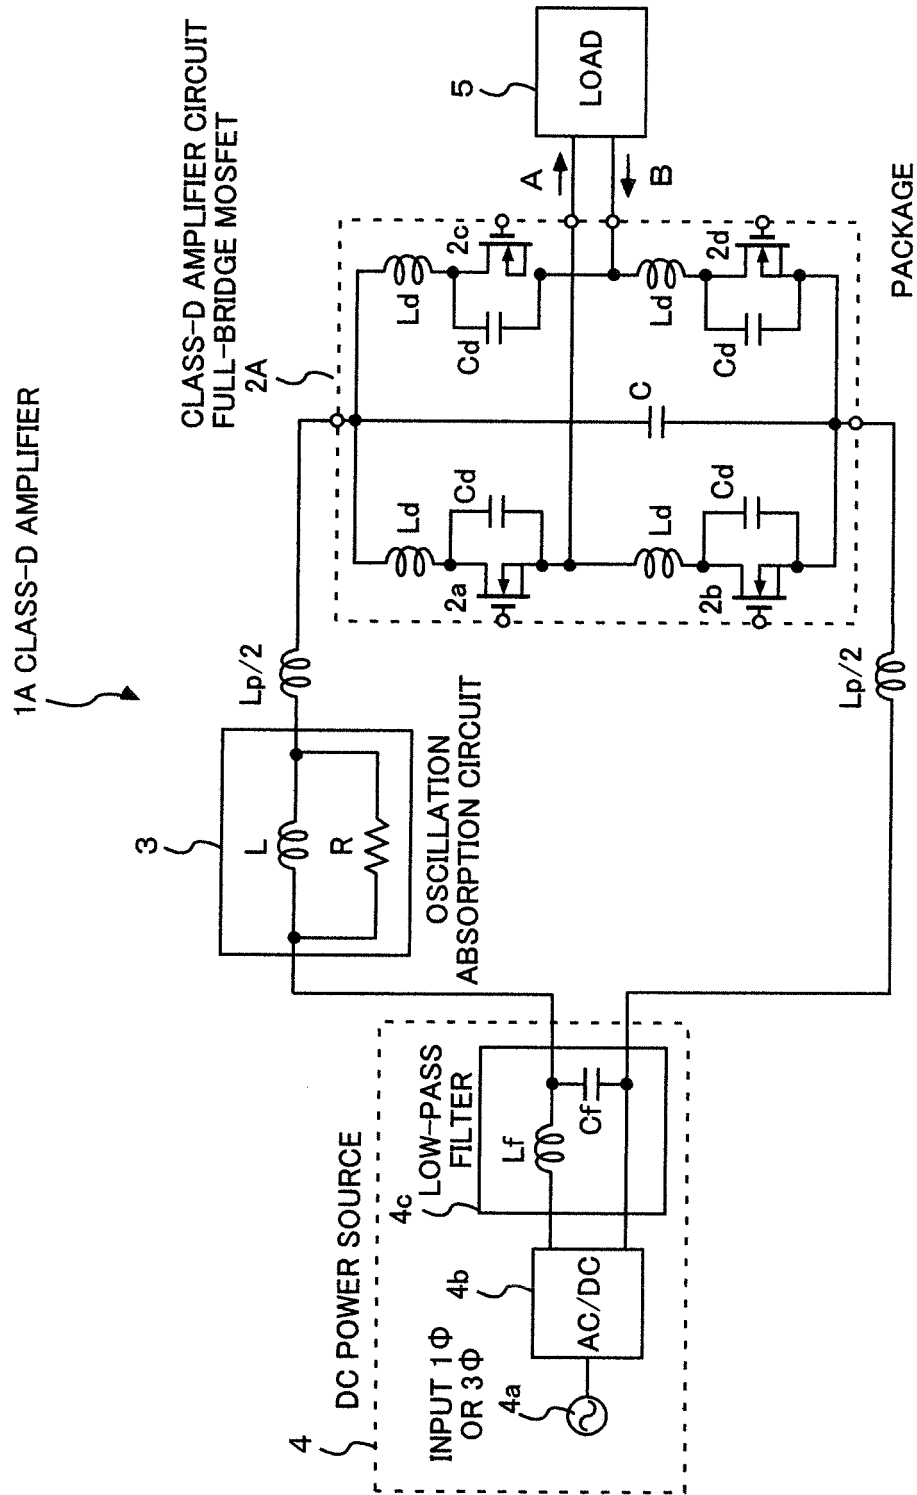 1A CLASS-D AMPLIFIER
DC POWER SOURCE
4
INPUT 1Φ
OR 3Φ
4a
4b
AC/DC
4c
LOW-PASS
FILTER
Lf
Cf
3
L
R
OSCILLATION
ABSORPTION CIRCUIT
Lp/2
Lp/2
CLASS-D AMPLIFIER CIRCUIT
FULL-BRIDGE MOSFET
2A
Ld
Cd
2a
Ld
Cd
2b
C
Ld
Cd
2c
Ld
Cd
2d
A
B
5
LOAD
PACKAGE